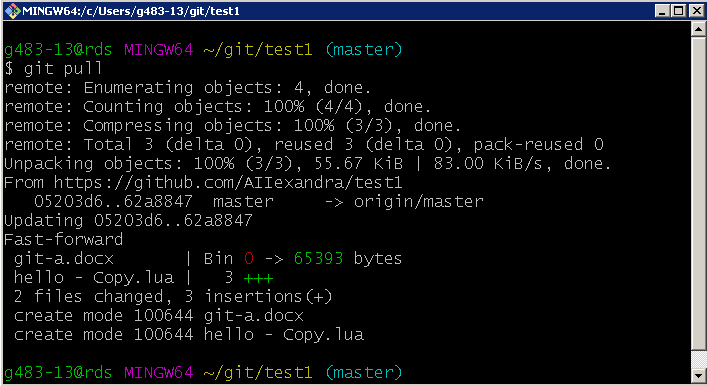 MINGW64:/c/Users/g483-13/git/test1
g483-13@rds MINGW64 ~/git/test1 (master)
$ git pull
remote: Enumerating objects: 4, done.
remote: Counting objects: 100% (4/4), done.
remote: Compressing objects: 100% (3/3), done.
remote: Total 3 (delta 0), reused 3 (delta 0), pack-reused 0
Unpacking objects: 100% (3/3), 55.67 KiB | 83.00 KiB/s, done.
From https://github.com/AIIexandra/test1
   05203d6..62a8847  master     -> origin/master
Updating 05203d6..62a8847
Fast-forward
 git-a.docx       | Bin 0 -> 65393 bytes
 hello - Copy.lua |   3 +++
 2 files changed, 3 insertions(+)
 create mode 100644 git-a.docx
 create mode 100644 hello - Copy.lua
g483-13@rds MINGW64 ~/git/test1 (master)